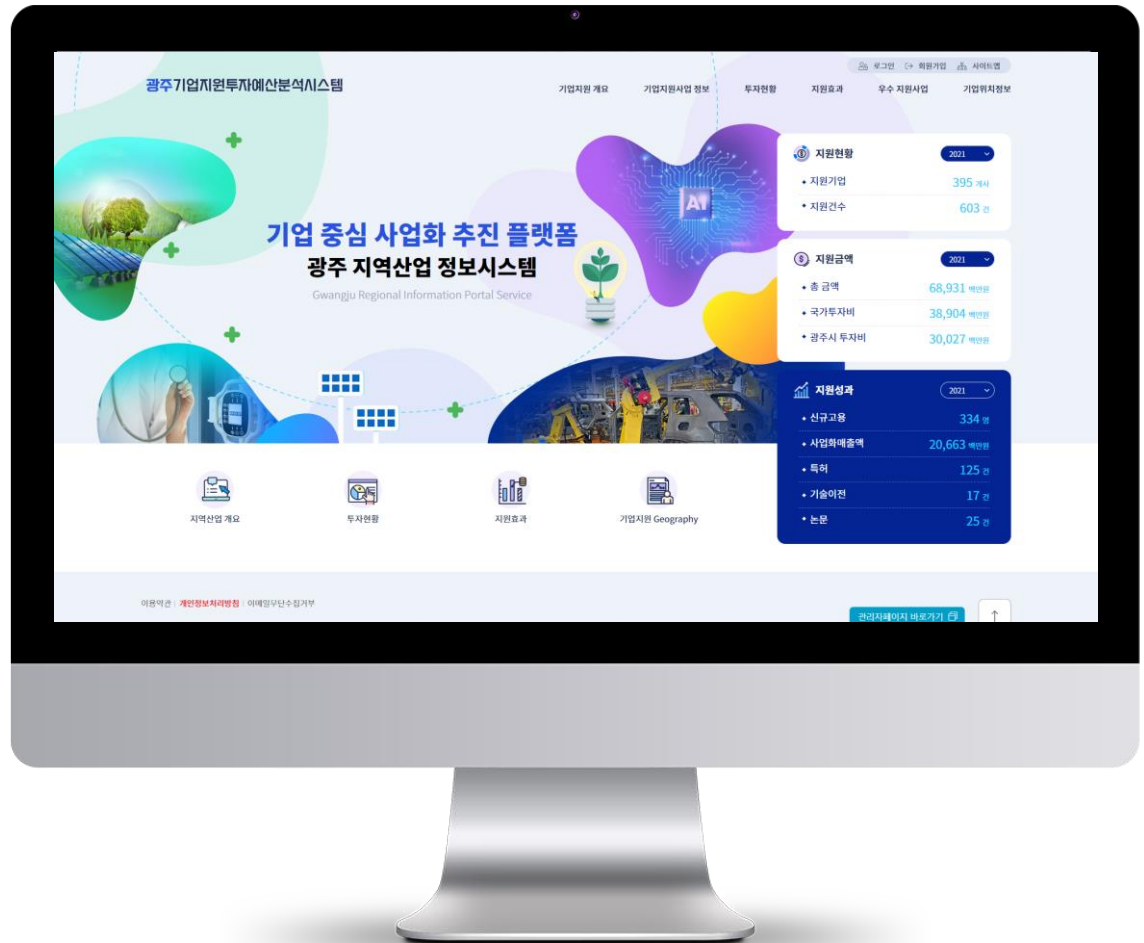 로그인 회원가입 사이트맵
광주기업지원투자예산분석시스템
기업지원 개요 기업지원사업 정보 투자현황 지원효과 우수 지원사업 기업위치정보
기업 중심 사업화 추진 플랫폼
광주 지역산업 정보시스템
Gwangju Regional Information Portal Service
AI
지원현황 2021
지원기업 395 개사
지원건수 603 건
지원금액 2021
총 금액 68,931 백만원
국가투자비 38,904 백만원
광주시 투자비 30,027 백만원
지원성과 2021
신규고용 334 명
사업화매출액 20,663 백만원
특허 125 건
기술이전 17 건
논문 25 건
지역산업 개요 투자현황 지원효과 기업지원 Geography
이용약관 개인정보처리방침 이메일무단수집거부
관리자페이지 바로가기